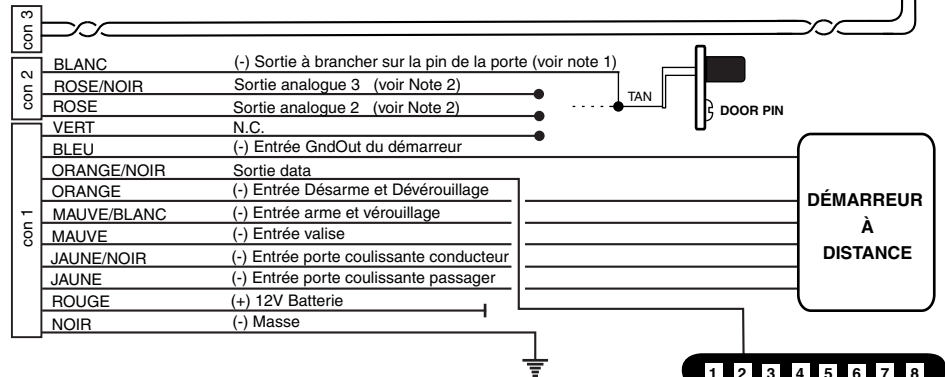 con 3
con 2
BLANC (-) Sortie à brancher sur la pin de la porte (voir note 1)
ROSE/NOIR Sortie analogue 3 (voir Note 2)
ROSE Sortie analogue 2 (voir Note 2)
TAN
DOOR PIN
con 1
VERT N.C.
BLEU (-) Entrée GndOut du démarreur
ORANGE/NOIR Sortie data
ORANGE (-) Entrée Désarme et Dévérouillage
MAUVE/BLANC (-) Entrée arme et vérouillage
MAUVE (-) Entrée valise
JAUNE/NOIR (-) Entrée porte coulissante conducteur
JAUNE (-) Entrée porte coulissante passager
ROUGE (+) 12V Batterie
NOIR (-) Masse
DÉMARREUR
À
DISTANCE
1 2 3 4 5 6 7 8